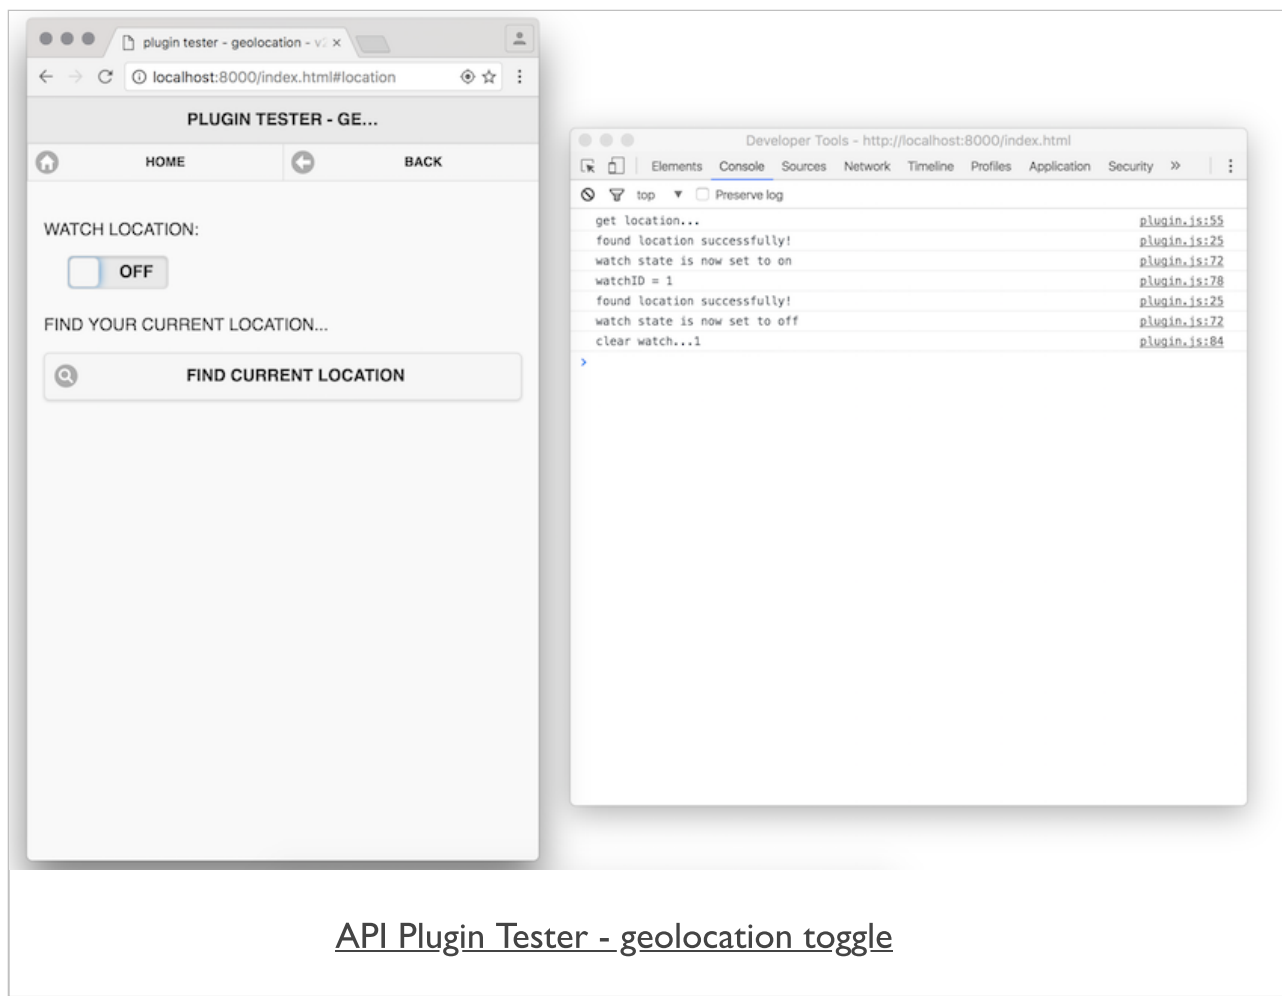 plugin tester - geolocation - v2
localhost:8000/index.html#location
PLUGIN TESTER - GE...
HOME
BACK
WATCH LOCATION:
OFF
FIND YOUR CURRENT LOCATION...
FIND CURRENT LOCATION
Developer Tools - http://localhost:8000/index.html
Elements Console Sources Network Timeline Profiles Application Security »
top ▼ Preserve log
get location... plugin.js:55
found location successfully! plugin.js:25
watch state is now set to on plugin.js:72
watchID = 1 plugin.js:78
found location successfully! plugin.js:25
watch state is now set to off plugin.js:72
clear watch...1 plugin.js:84
API Plugin Tester - geolocation toggle